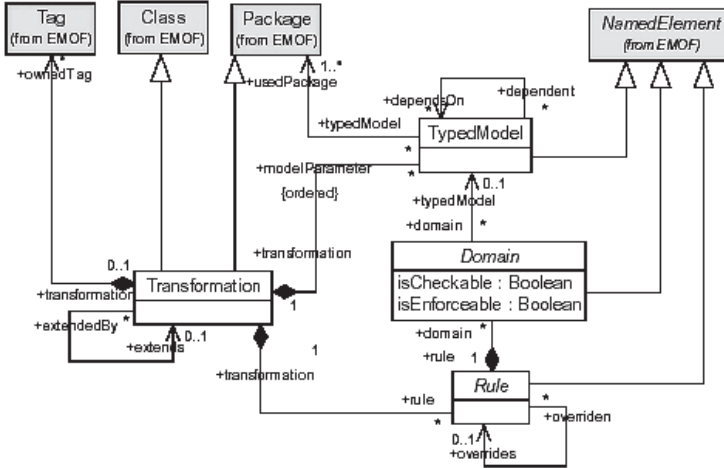 Tag
(from EMOF)
Class
(from EMOF)
Package
(from EMOF)
NamedElement
(from EMOF)
*
+ownedTag
+usedPackage
1..*
+dependsOn
*
+dependent
*
+typedModel
*
TypedModel
+modelParameter
*
{ordered}
0..1
+typedModel
+domain *
+transformation
Domain
isCheckable : Boolean
isEnforceable : Boolean
0..1
+transformation
Transformation
1
+extendedBy
*
0..1
+extends
1
+transformation
+domain *
+rule 1
Rule
+rule
*
*
+overriden
0..1
+overrides